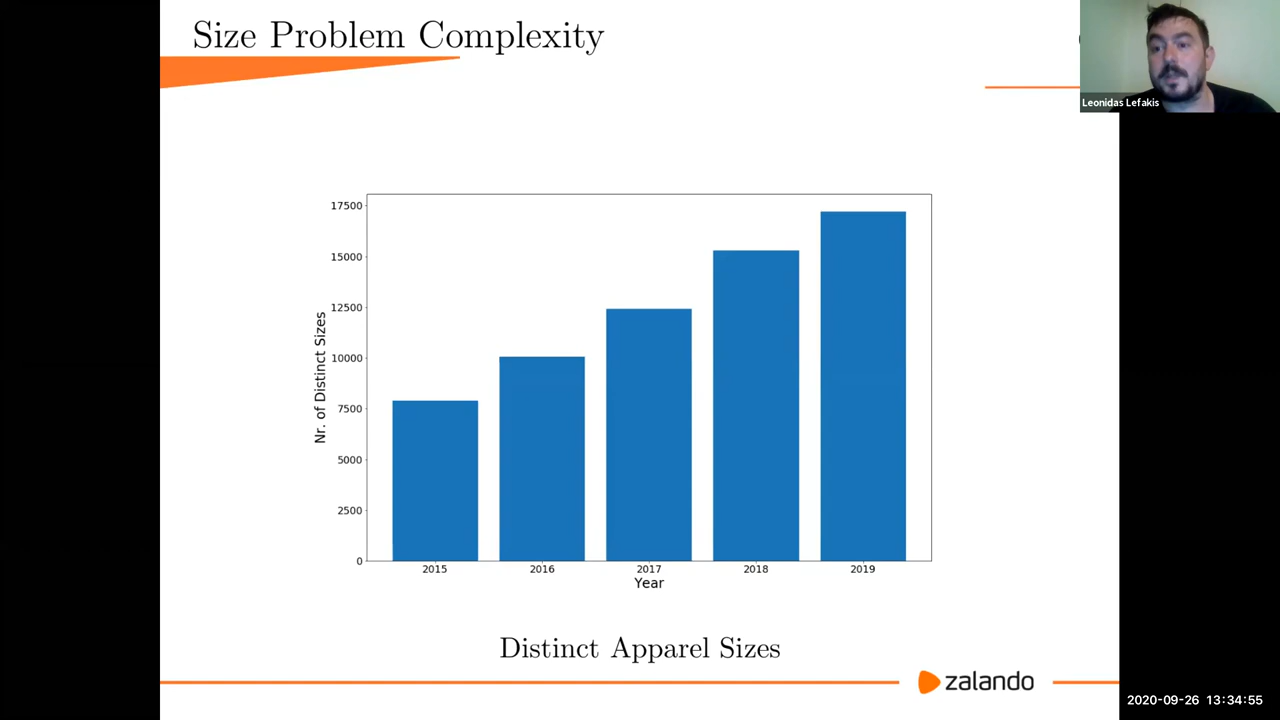 Size Problem Complexity
Leonidas Lefakis
17500
15000
12500
10000
7500
5000
2500
0
Nr. of Distinct Sizes
2015 2016 2017 2018 2019
Year
Distinct Apparel Sizes
zalando
2020-09-26 13:34:55